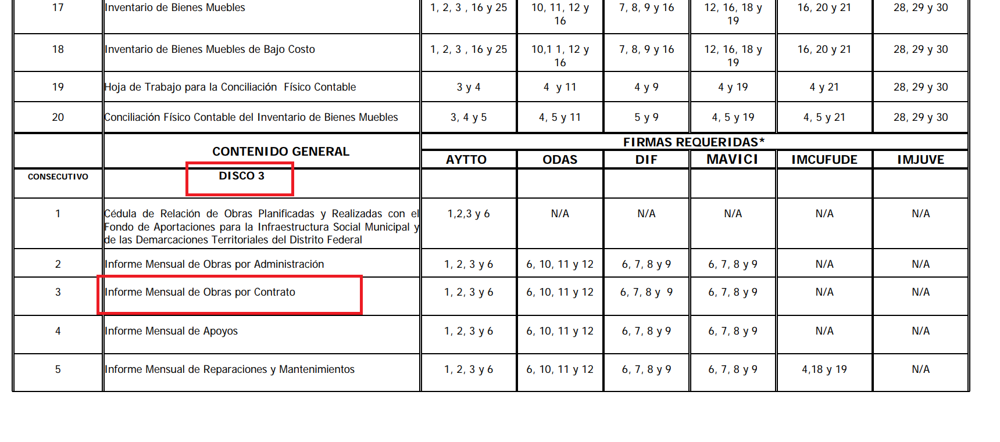 17 Inventario de Bienes Muebles 1, 2, 3 , 16 y 25 10, 11, 12 y 7, 8, 9 y 16 12, 16, 18 y 16, 20 y 21 28, 29 y 30
16 19
18 Inventario de Bienes Muebles de Bajo Costo 1, 2, 3 , 16 y 25 10,1 1, 12 y 7, 8, 9 y 16 12, 16, 18 y 16, 20 y 21 28, 29 y 30
16 19
19 Hoja de Trabajo para la Conciliación Físico Contable 3 y 4 4 y 11 4 y 9 4 y 19 4 y 21 28, 29 y 30
20 Conciliación Físico Contable del Inventario de Bienes Muebles 3, 4 y 5 4, 5 y 11 5 y 9 4, 5 y 19 4, 5 y 21 28, 29 y 30
FIRMAS REQUERIDAS*
CONTENIDO GENERAL
AYTTO ODAS DIF MAVICI IMCUFUDE IMJUVE
CONSECUTIVO DISCO 3
1 Cédula de Relación de Obras Planificadas y Realizadas con el 1,2,3 y 6 N/A N/A N/A N/A N/A
Fondo de Aportaciones para la Infraestructura Social Municipal y
de las Demarcaciones Territoriales del Distrito Federal
2 Informe Mensual de Obras por Administración 1, 2, 3 y 6 6, 10, 11 y 12 6, 7, 8 y 9 6, 7, 8 y 9 N/A N/A
3 Informe Mensual de Obras por Contrato 1, 2, 3 y 6 6, 10, 11 y 12 6, 7, 8 y 9 6, 7, 8 y 9 N/A N/A
4 Informe Mensual de Apoyos 1, 2, 3 y 6 6, 10, 11 y 12 6, 7, 8 y 9 6, 7, 8 y 9 N/A N/A
5 Informe Mensual de Reparaciones y Mantenimientos 1, 2, 3 y 6 6, 10, 11 y 12 6, 7, 8 y 9 6, 7, 8 y 9 4,18 y 19 N/A